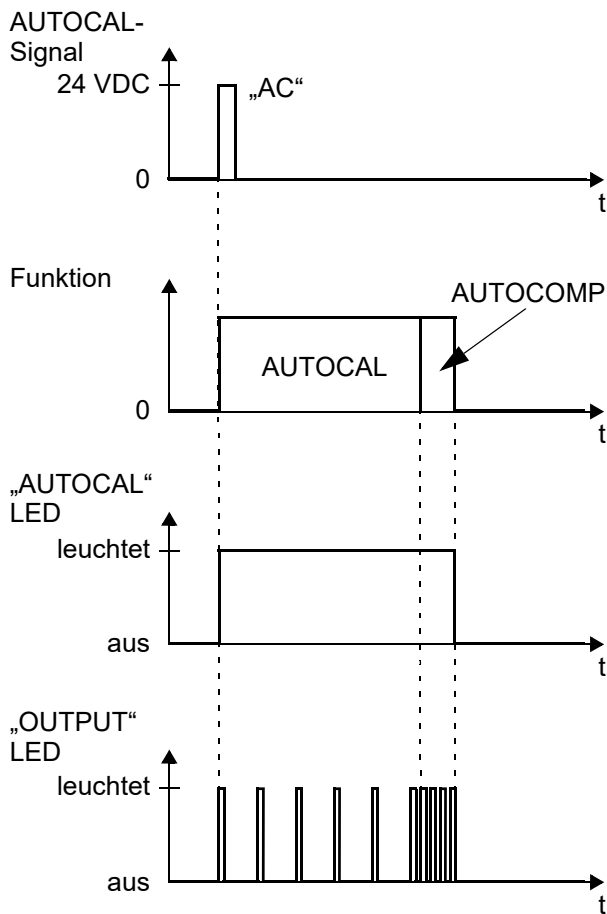 AUTOCAL-
Signal
24 VDC
„AC“
0
t
Funktion
AUTOCOMP
AUTOCAL
0
t
„AUTOCAL“
LED
leuchtet
aus
t
„OUTPUT“
LED
leuchtet
aus
t